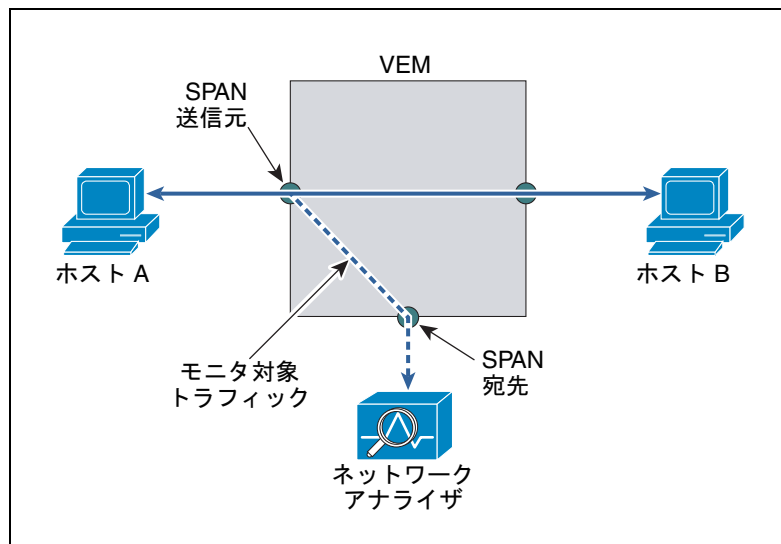 VEM
SPAN
送信元
ホスト A
ホスト B
モニタ対象
トラフィック
SPAN
宛先
ネットワーク
アナライザ